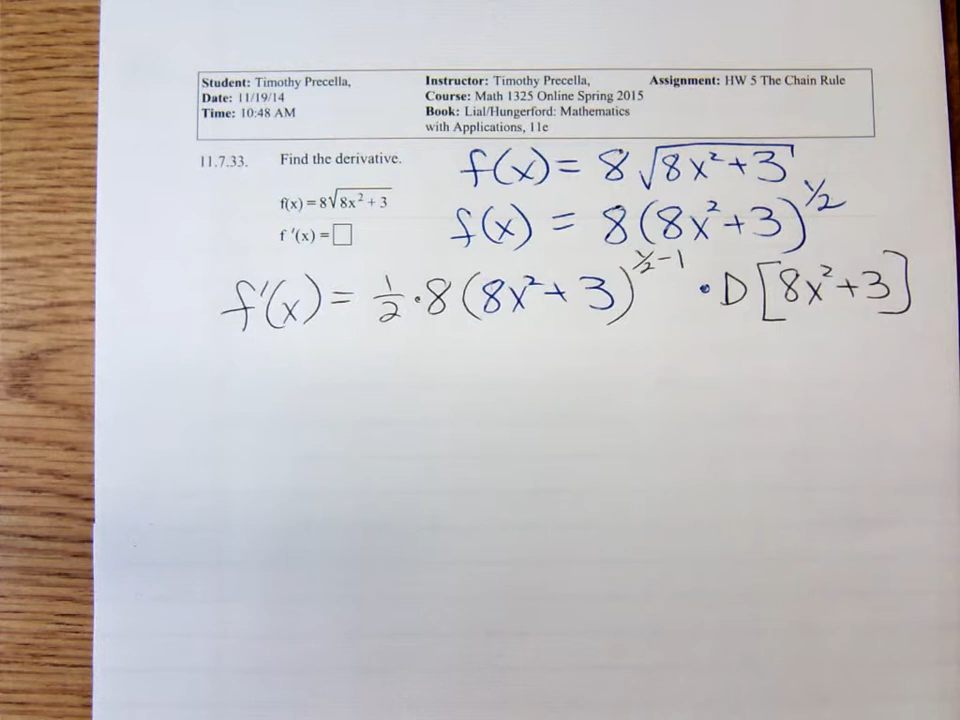 Student: Timothy Precella, Instructor: Timothy Precella, Assignment: HW 5 The Chain Rule
Date: 11/19/14 Course: Math 1325 Online Spring 2015
Time: 10:48 AM Book: Lial/Hungerford: Mathematics
with Applications, 11e
11.7.33. Find the derivative.
f(x) = 8√(8x² + 3)
f ′(x) = □
f(x) = 8√(8x² + 3)
f(x) = 8(8x² + 3)^(1/2)
f'(x) = 1/2 · 8(8x² + 3)^(1/2 - 1) · D[8x² + 3]